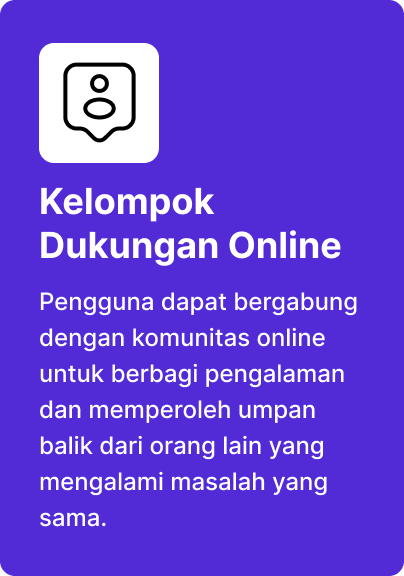 Kelompok
Dukungan Online
Pengguna dapat bergabung
dengan komunitas online
untuk berbagi pengalaman
dan memperoleh umpan
balik dari orang lain yang
mengalami masalah yang
sama.